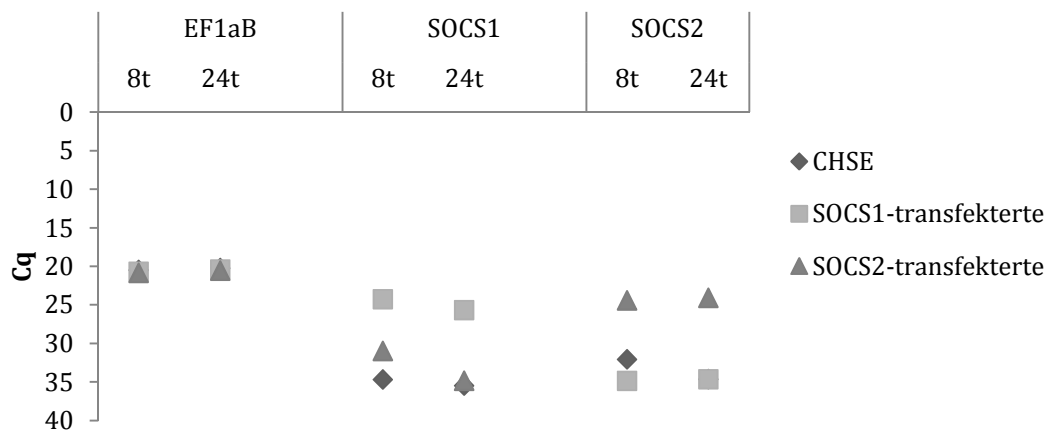 EF1aB SOCS1 SOCS2
8t 24t 8t 24t 8t 24t
0
5
10
15
20
25
30
35
40
Cq
CHSE
SOCS1-transfekterte
SOCS2-transfekterte